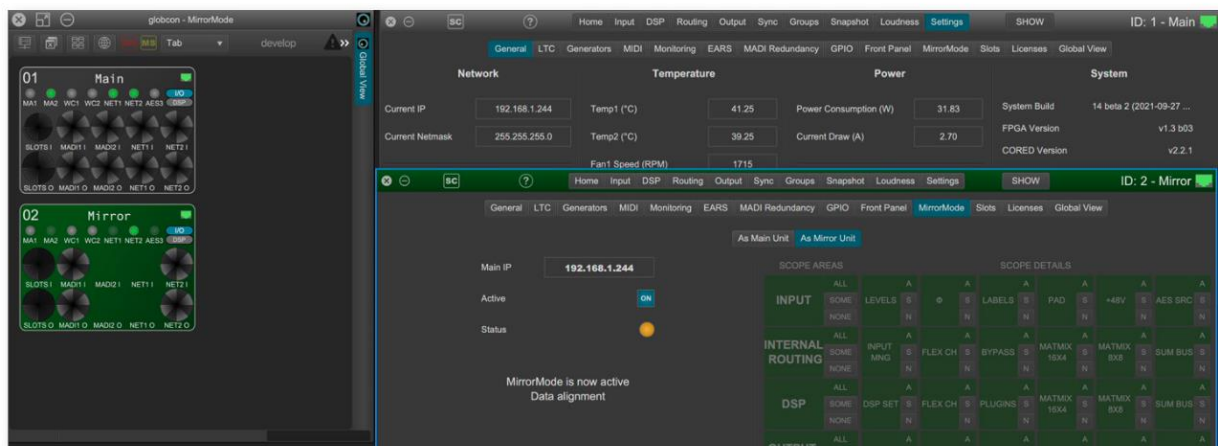 globcon - MirrorMode
Tab
develop
»
Global View
01 Main
I/O
DSP
MA1 MA2 WC1 WC2 NET1 NET2 AES3
SLOTS I MADI1 I MADI2 I NET1 I NET2 I
SLOTS O MADI1 O MADI2 O NET1 O NET2 O
02 Mirror
I/O
DSP
MA1 MA2 WC1 WC2 NET1 NET2 AES3
SLOTS I MADI1 I MADI2 I NET1 I NET2 I
SLOTS O MADI1 O MADI2 O NET1 O NET2 O
SC ? Home Input DSP Routing Output Sync Groups Snapshot Loudness Settings SHOW ID: 1 - Main
General LTC Generators MIDI Monitoring EARS MADI Redundancy GPIO Front Panel MirrorMode Slots Licenses Global View
Network Temperature Power System
Current IP 192.168.1.244 Temp1 (°C) 41.25 Power Consumption (W) 31.83 System Build 14 beta 2 (2021-09-27 ...
Current Netmask 255.255.255.0 Temp2 (°C) 39.25 Current Draw (A) 2.70 FPGA Version v1.3 b03
CORED Version v2.2.1
Fan1 Speed (RPM) 1715
SC ? Home Input DSP Routing Output Sync Groups Snapshot Loudness Settings SHOW ID: 2 - Mirror
General LTC Generators MIDI Monitoring EARS MADI Redundancy GPIO Front Panel MirrorMode Slots Licenses Global View
As Main Unit As Mirror Unit
Main IP 192.168.1.244
Active ON
Status
MirrorMode is now active
Data alignment
SCOPE AREAS SCOPE DETAILS
ALL A A A A A A
INPUT SOME LEVELS S S LABELS S PAD S +48V S AES SRC S
NONE N N N N N N
ALL A A A A A A
INTERNAL ROUTING SOME INPUT MNG S FLEX CH S BYPASS S MATMIX 16X4 S MATMIX 8X8 S SUM BUS S
NONE N N N N N N
ALL A A A A A A
DSP SOME DSP SET S FLEX CH S PLUGINS S MATMIX 16X4 S MATMIX 8X8 S SUM BUS S
NONE N N N N N N
ALL A A A A A A